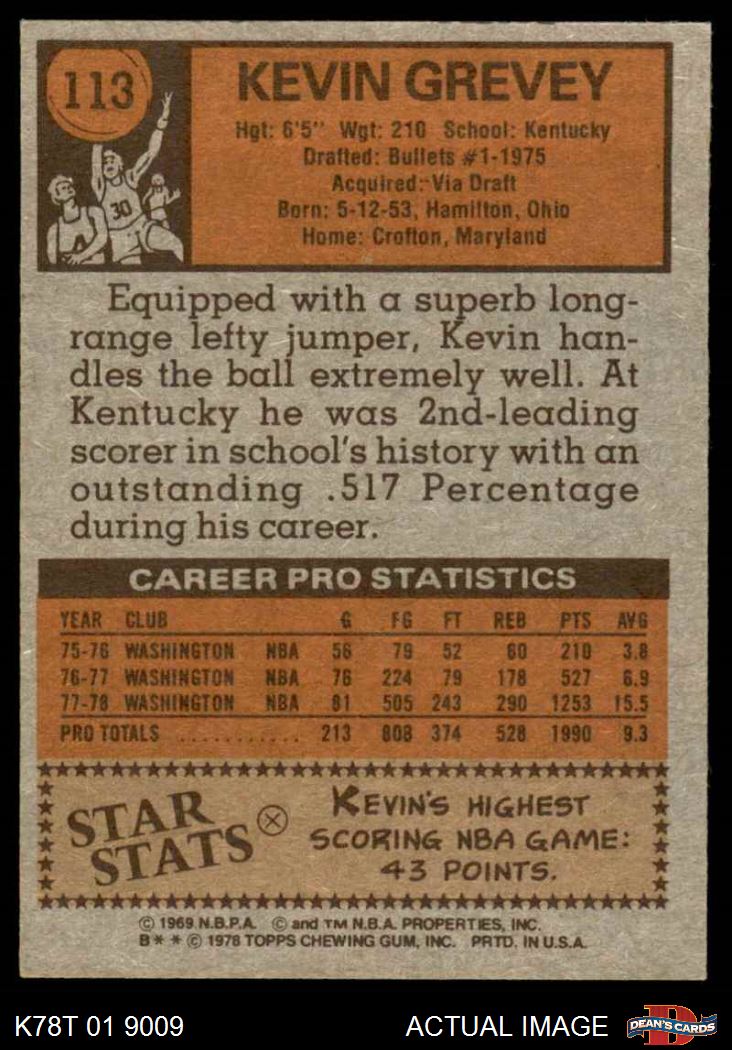 113
KEVIN GREVEY
Hgt: 6'5" Wgt: 210 School: Kentucky
Drafted: Bullets #1-1975
Acquired: Via Draft
Born: 5-12-53, Hamilton, Ohio
Home: Crofton, Maryland
30
Equipped with a superb long-
range lefty jumper, Kevin han-
dles the ball extremely well. At
Kentucky he was 2nd-leading
scorer in school's history with an
outstanding .517 Percentage
during his career.
CAREER PRO STATISTICS
YEAR CLUB G FG FT REB PTS AVG
75-76 WASHINGTON NBA 56 79 52 60 210 3.8
76-77 WASHINGTON NBA 76 224 79 178 527 6.9
77-78 WASHINGTON NBA 81 505 243 290 1253 15.5
PRO TOTALS ........... 213 808 374 528 1990 9.3
STAR
STATS
KEVIN'S HIGHEST
SCORING NBA GAME:
43 POINTS.
© 1969 N.B.P.A. © and TM N.B.A. PROPERTIES, INC.
B* * © 1978 TOPPS CHEWING GUM, INC. PRTD. IN U.S.A.
K78T 01 9009 ACTUAL IMAGE
D
DEAN'S CARDS